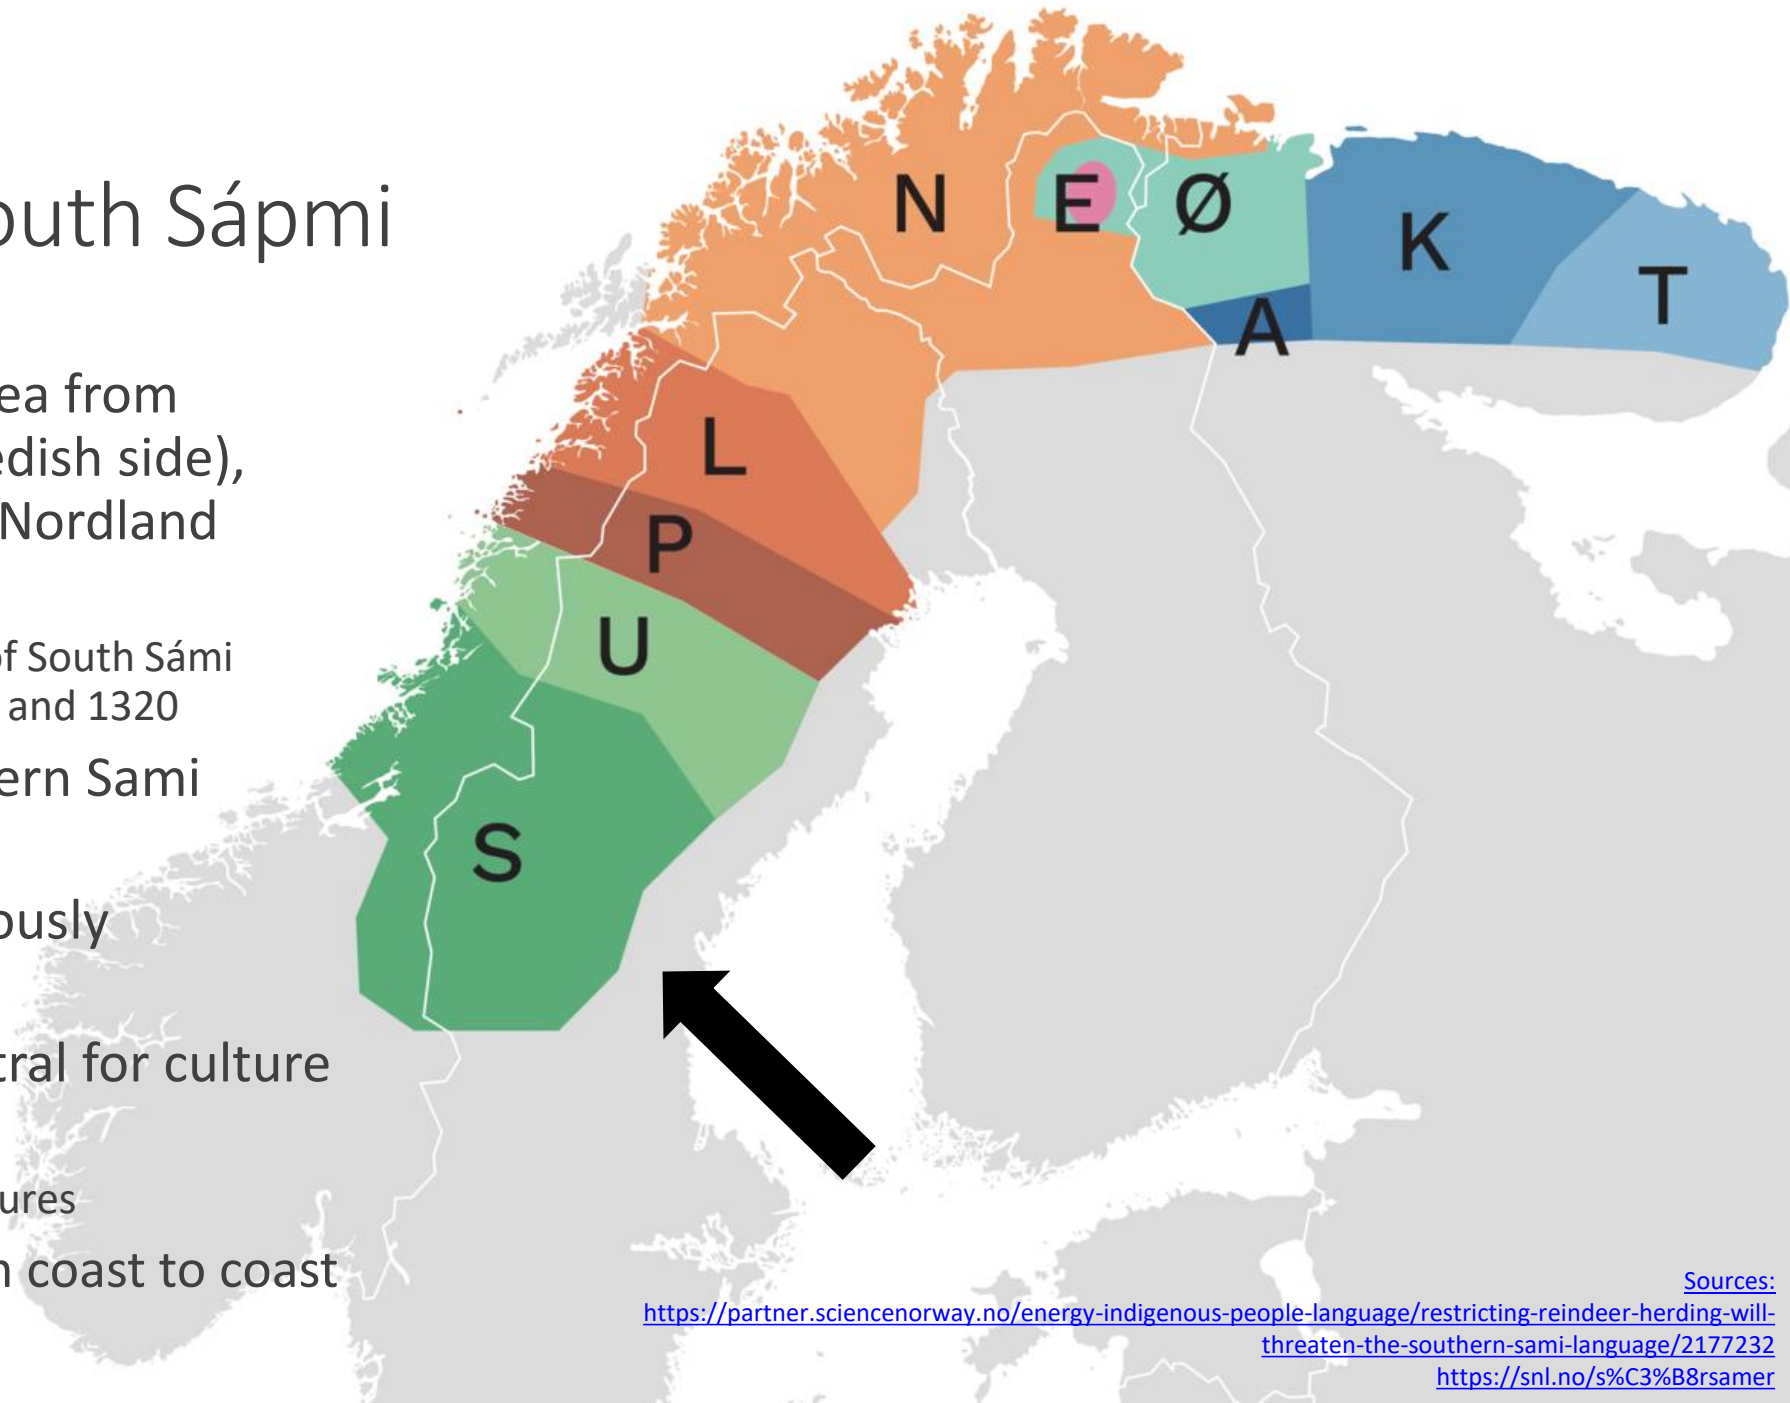 outh Sápmi
ea from
edish side),
Nordland
of South Sámi
and 1320
ern Sami
ously
tral for culture
ures
n coast to coast
N
E
Ø
K
T
A
L
P
U
S
Sources:
https://partner.sciencenorway.no/energy-indigenous-people-language/restricting-reindeer-herding-will-
threaten-the-southern-sami-language/2177232
https://snl.no/s%C3%B8rsamer